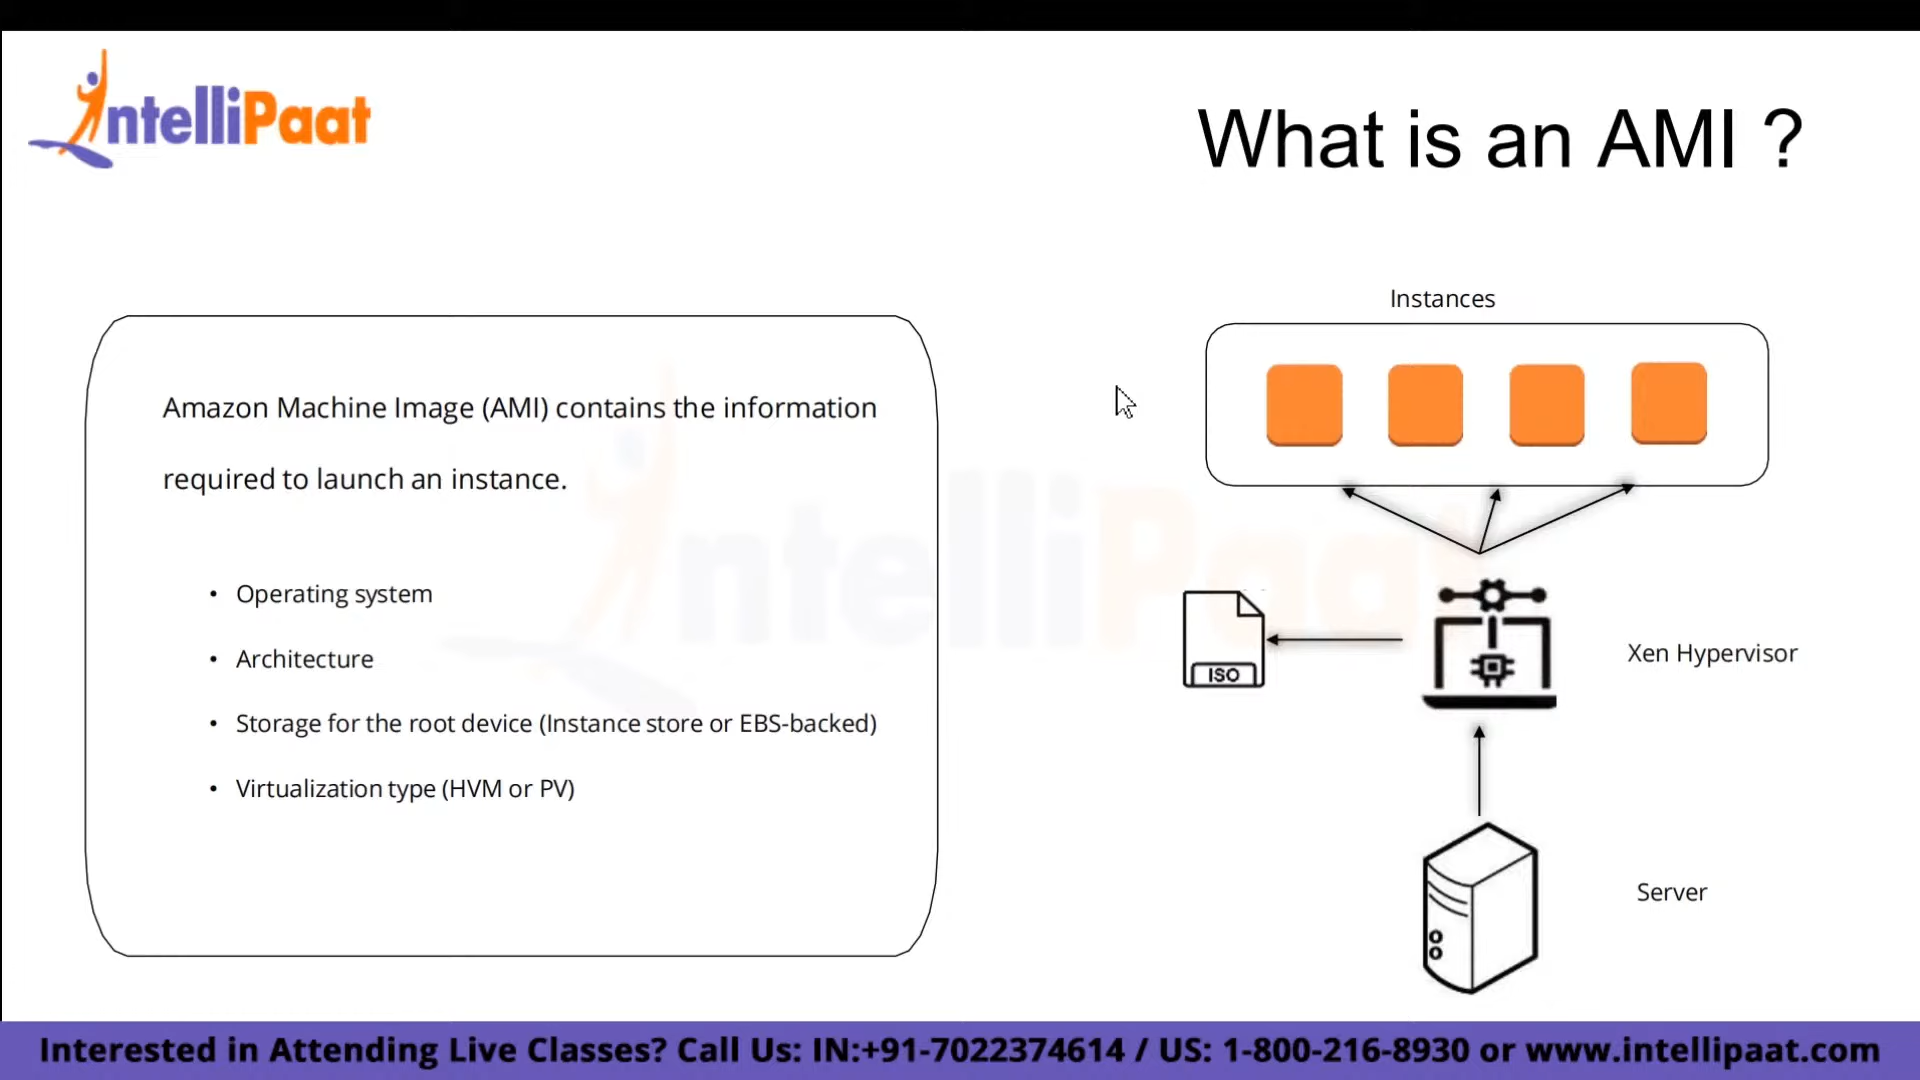 IntelliPaat
What is an AMI ?
Amazon Machine Image (AMI) contains the information
required to launch an instance.
• Operating system
• Architecture
• Storage for the root device (Instance store or EBS-backed)
• Virtualization type (HVM or PV)
Instances
ISO
Xen Hypervisor
Server
IntelliPaat
Interested in Attending Live Classes? Call Us: IN:+91-7022374614 / US: 1-800-216-8930 or www.intellipaat.com